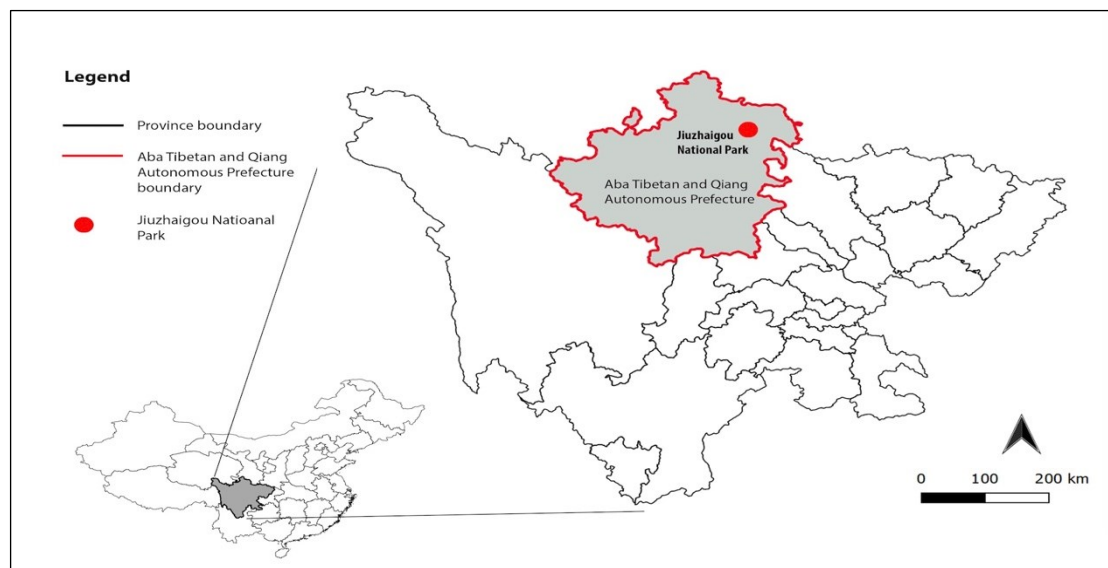 Legend
Province boundary
Aba Tibetan and Qiang
Autonomous Prefecture
boundary
Jiuzhaigou Natioanal
Park
Jiuzhaigou
National Park
Aba Tibetan and Qiang
Autonomous Prefecture
0 100 200 km